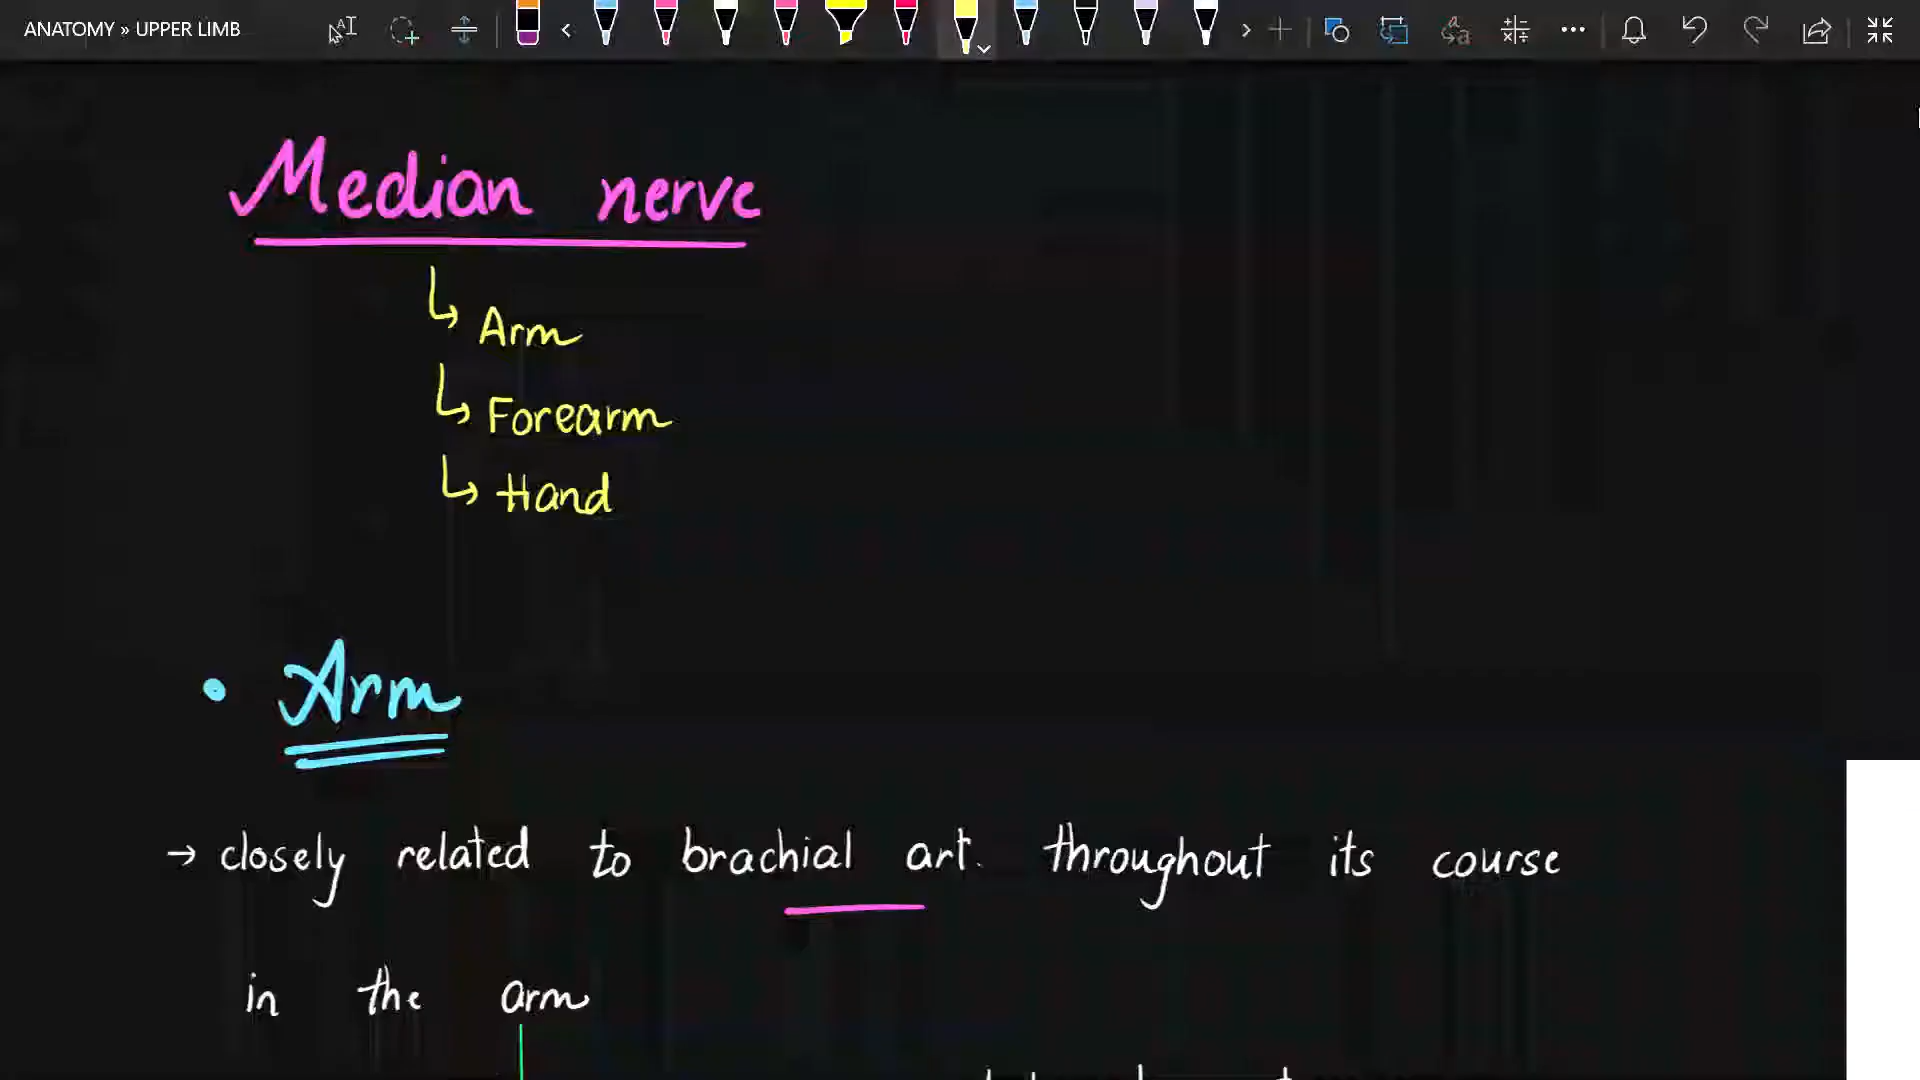 ANATOMY » UPPER LIMB
Median nerve
↳ Arm
↳ Forearm
↳ Hand
• Arm
→ closely related to brachial art. throughout its course
in the arm